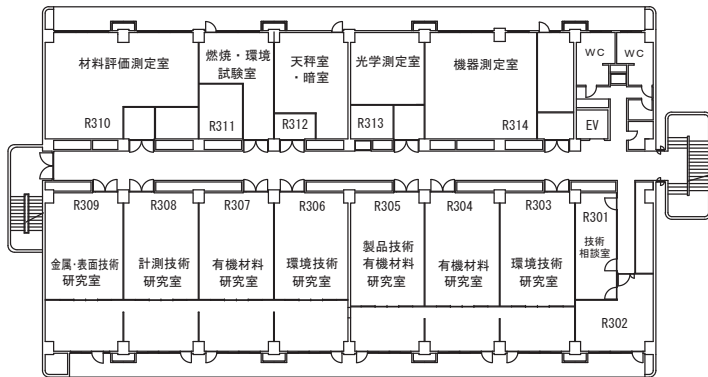 材料評価測定室
R310
燃焼・環境
試験室
R311
天秤室
・暗室
R312
光学測定室
R313
機器測定室
R314
WC
WC
EV
R309
金属・表面技術
研究室
R308
計測技術
研究室
R307
有機材料
研究室
R306
環境技術
研究室
R305
製品技術
有機材料
研究室
R304
有機材料
研究室
R303
環境技術
研究室
R301
技術
相談室
R302